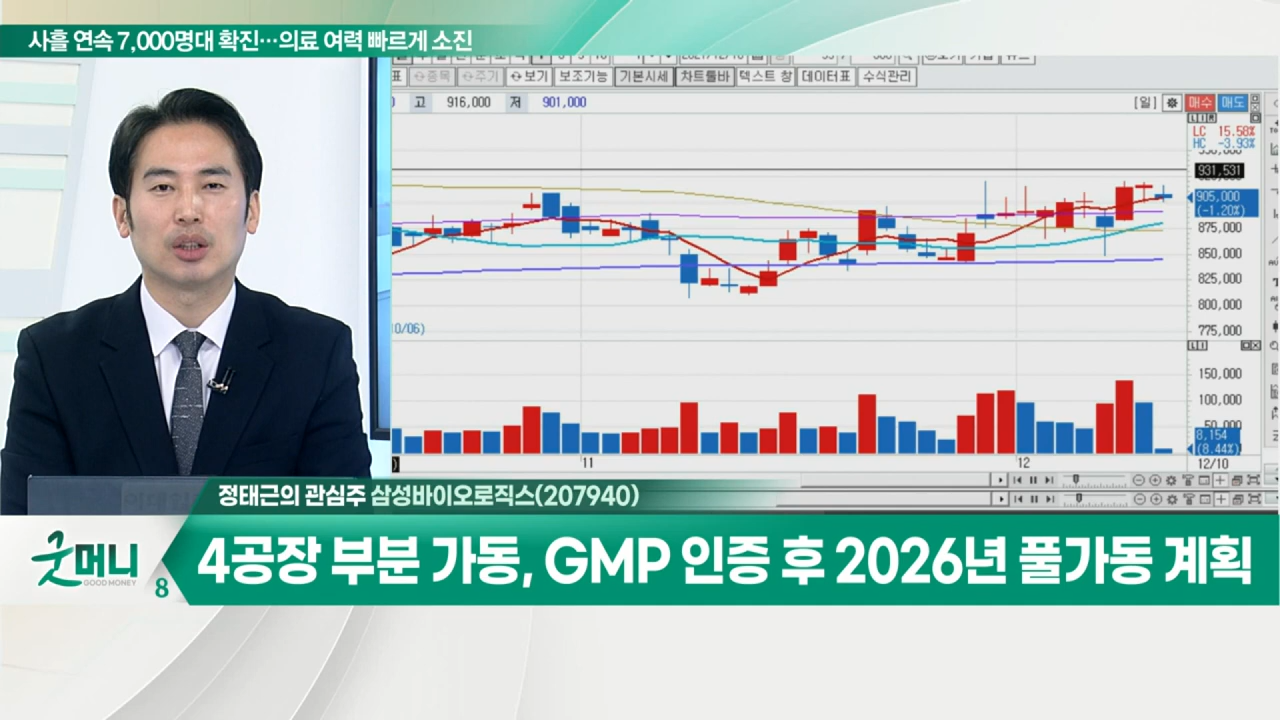 사흘 연속 7,000명대 확진…의료 여력 빠르게 소진
표 ⊖종목 ⊖주기 ⊖보기 보조기능 기본시세 차트툴바 텍스트 창 데이터표 수식관리
고 916,000 저 901,000 [일] 매수 매도
LC 15.58%
HC -3.93%
931,531
905,000
(-1.20%)
875,000
850,000
825,000
800,000
10/06)
775,000
150,000
100,000
50,000
8,154
(8.44%)
11 12 12/10
정태근의 관심주 삼성바이오로직스(207940)
굿머니
GOOD MONEY
8
4공장 부분 가동, GMP 인증 후 2026년 풀가동 계획